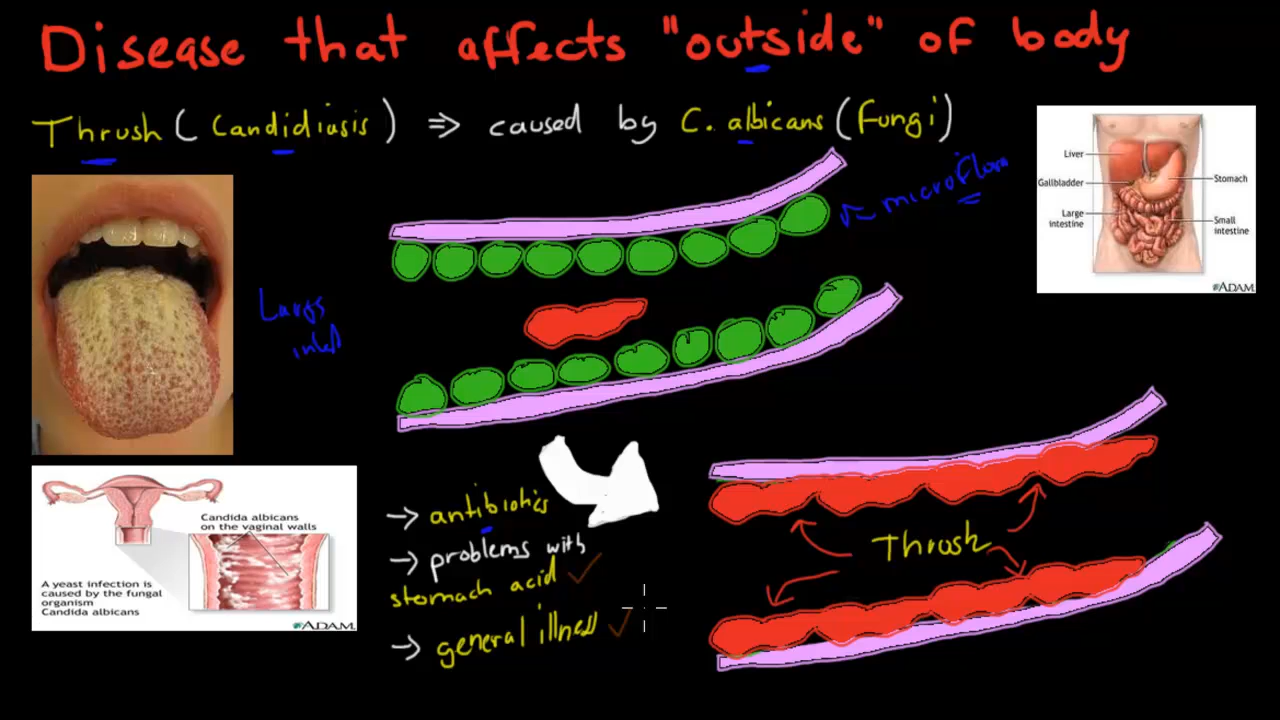 Disease that affects "outside" of body
Thrush (Candidiasis) ⇒ caused by C. albicans (Fungi)
microflora
Liver
Gallbladder
Large
intestine
Stomach
Small
intestine
ADAM.
Large
intest
Candida albicans
on the vaginal walls
A yeast infection is
caused by the fungal
organism
Candida albicans
ADAM.
→ antibiotics
→ problems with
stomach acid ✓
→ general illness ✓
Thrush